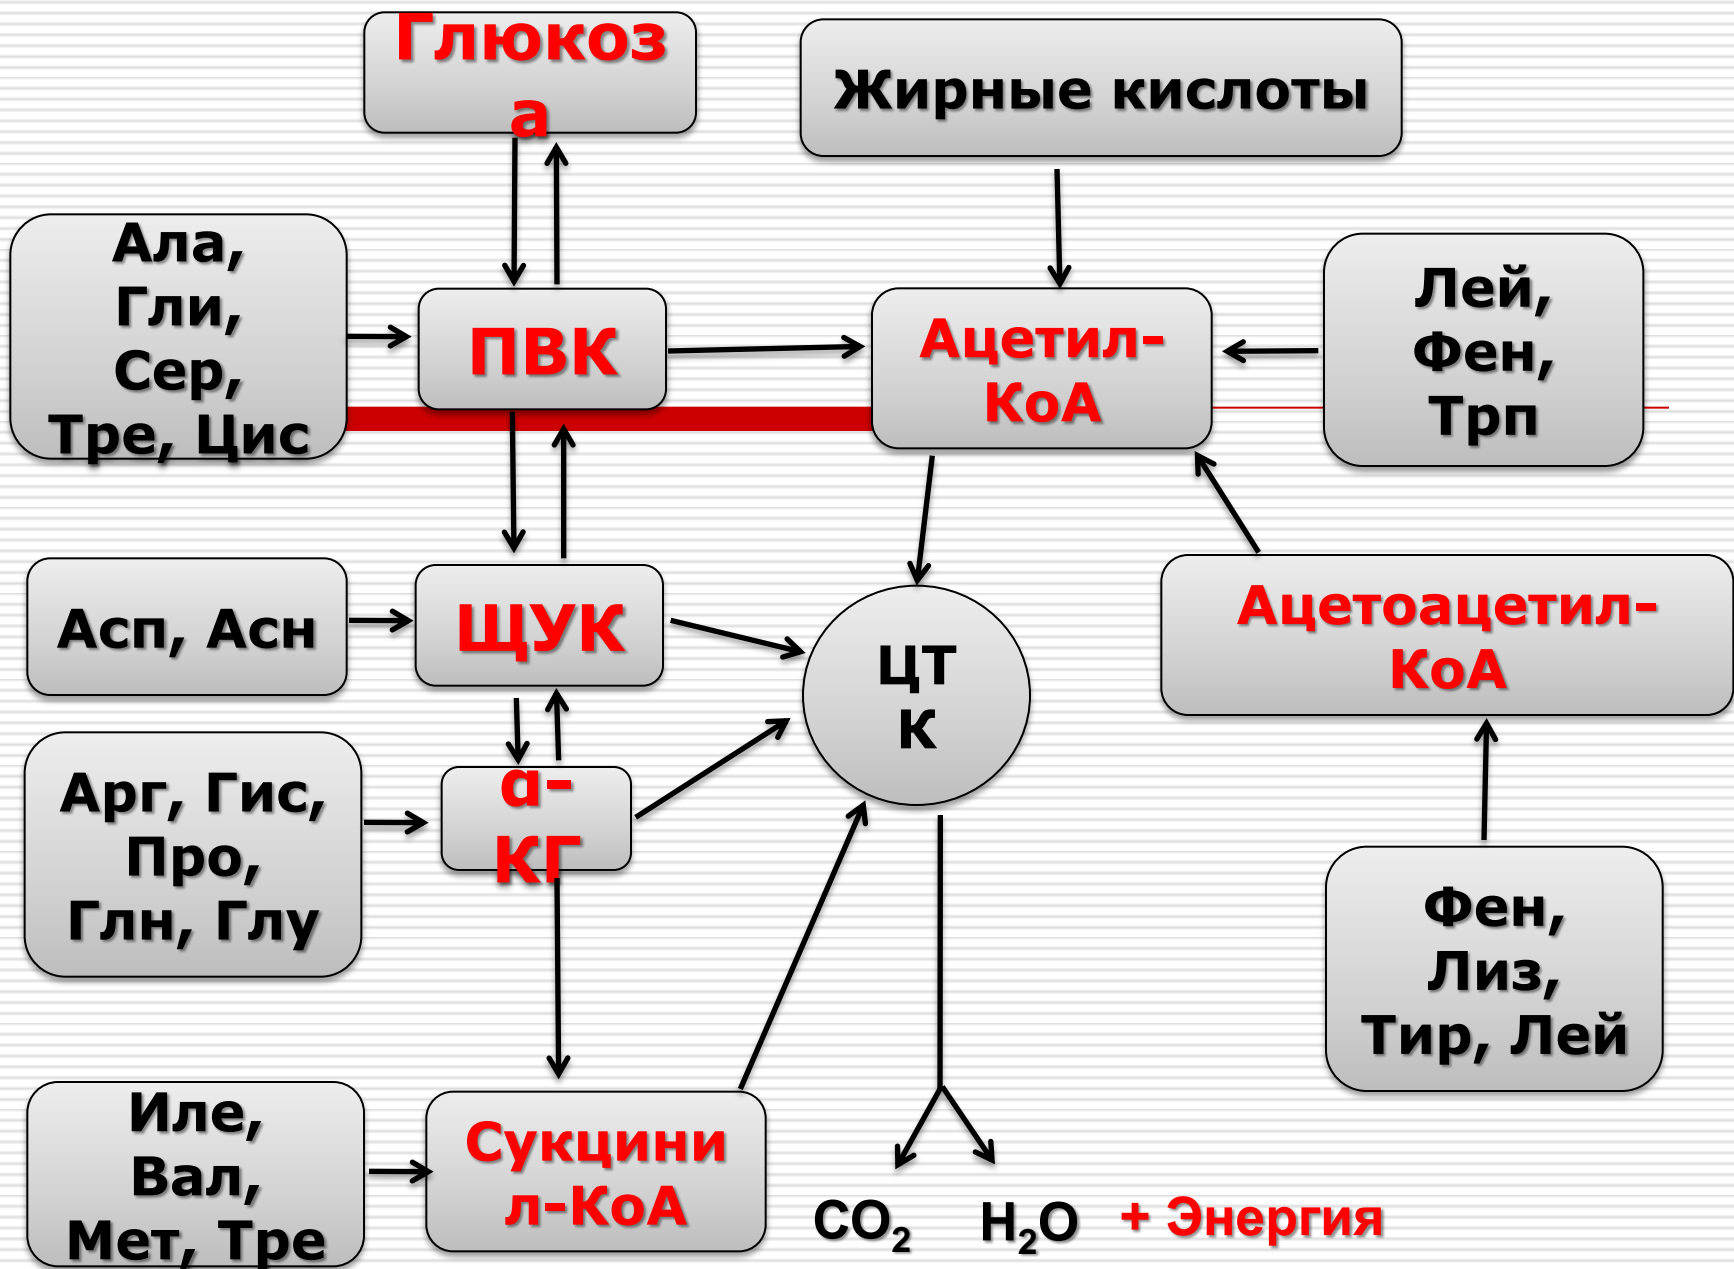 Глюкоз
а
Жирные кислоты
Ала,
Гли,
Сер,
Тре, Цис
ПВК
Ацетил-
КоА
Лей,
Фен,
Трп
Асп, Асн
ЩУК
ЦТ
К
Ацетоацетил-
КоА
Арг, Гис,
Про,
Глн, Глу
α-
КГ
Фен,
Лиз,
Тир, Лей
Иле,
Вал,
Мет, Тре
Сукцини
л-КоА
CO₂ H₂O + Энергия